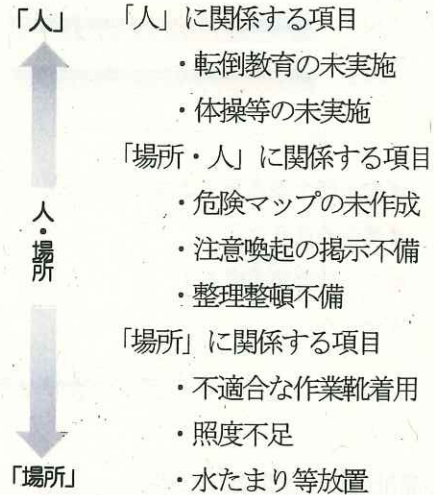 「人」
「人」に関係する項目
・転倒教育の未実施
・体操等の未実施
「場所・人」に関係する項目
人・場所
・危険マップの未作成
・注意喚起の掲示不備
・整理整頓不備
「場所」に関係する項目
・不適合な作業靴着用
・照度不足
「場所」
・水たまり等放置